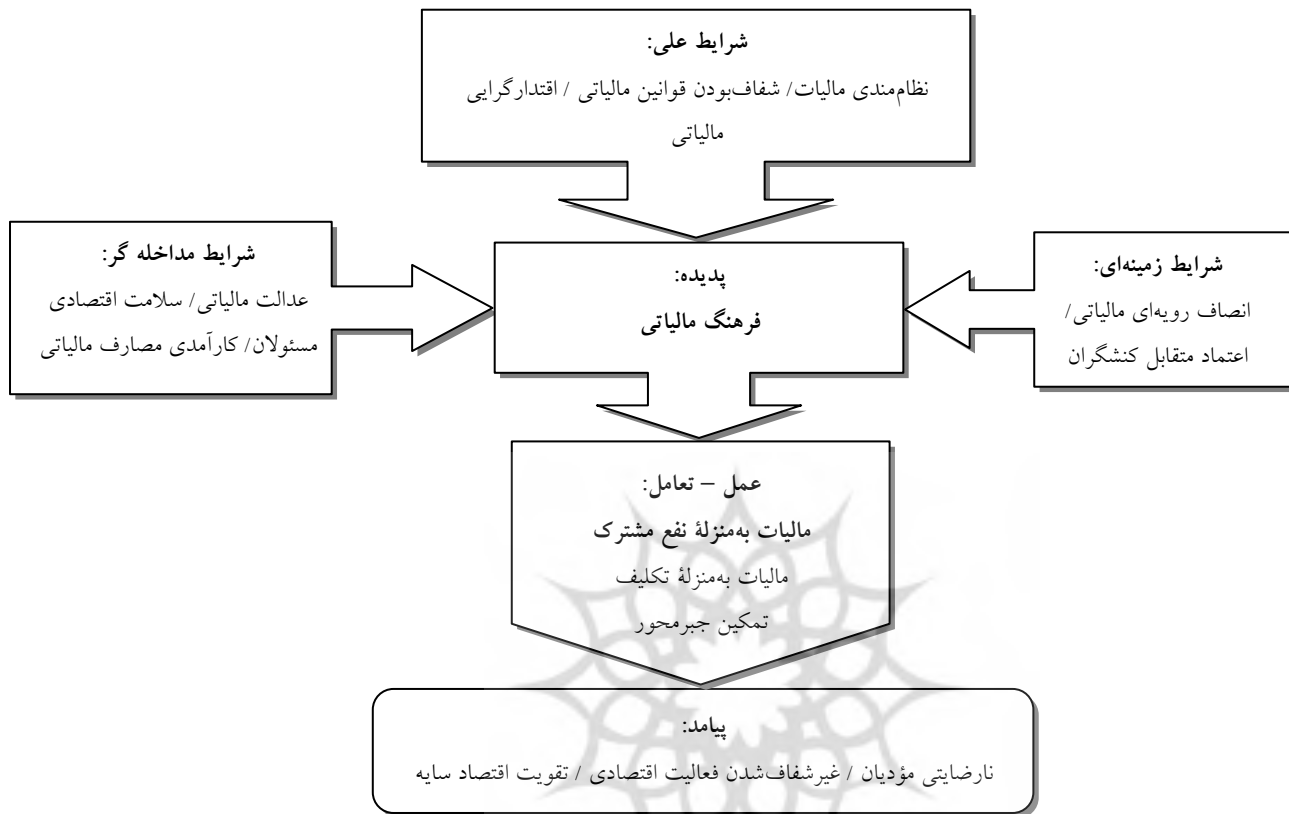 شرایط علی:
نظام‌مندی مالیات/ شفاف‌بودن قوانین مالیاتی / اقتدارگرایی
مالیاتی
شرایط زمینه‌ای:
انصاف رویه‌ای مالیاتی/
اعتماد متقابل کنشگران
پدیده:
فرهنگ مالیاتی
شرایط مداخله گر:
عدالت مالیاتی/ سلامت اقتصادی
مسئولان/ کارآمدی مصارف مالیاتی
عمل – تعامل:
مالیات به‌منزلۀ نفع مشترک
مالیات به‌منزلۀ تکلیف
تمکین جبرمحور
پیامد:
نارضایتی مؤدیان / غیرشفاف‌شدن فعالیت اقتصادی / تقویت اقتصاد سایه